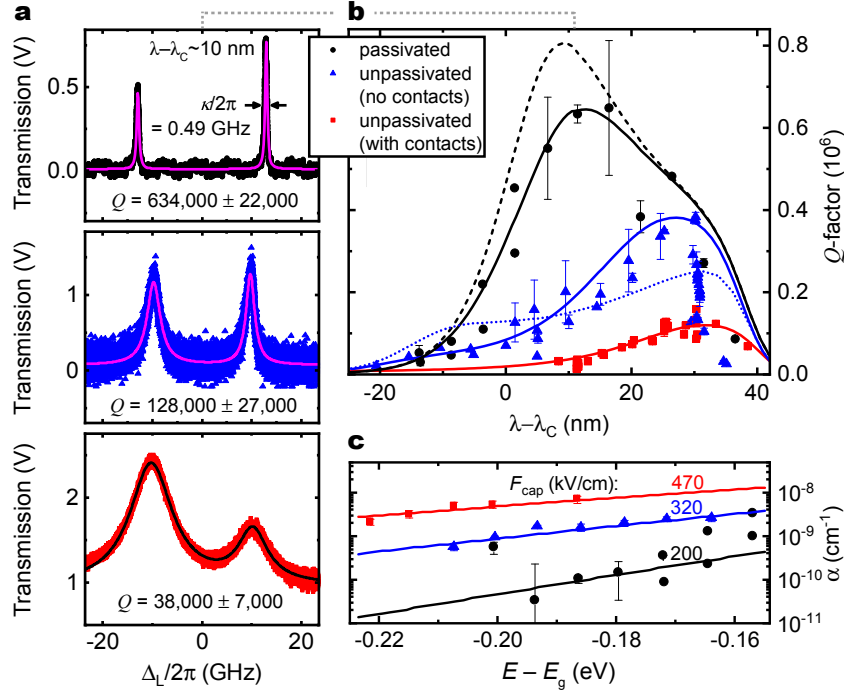 a
b
λ−λC~10 nm
κ/2π
= 0.49 GHz
Q = 634,000 ± 22,000
Transmission (V)
0.5
0.0
passivated
unpassivated
(no contacts)
unpassivated
(with contacts)
Transmission (V)
1
0
Q = 128,000 ± 27,000
Transmission (V)
2
1
Q = 38,000 ± 7,000
-20 0 20
ΔL/2π (GHz)
0.8
0.6
0.4
0.2
0.0
Q-factor (10⁶)
-20 0 20 40
λ−λC (nm)
c
Fcap (kV/cm):
470
320
200
10⁻⁸
10⁻⁹
10⁻¹⁰
10⁻¹¹
α (cm⁻¹)
-0.22 -0.20 -0.18 -0.16
E − Eg (eV)